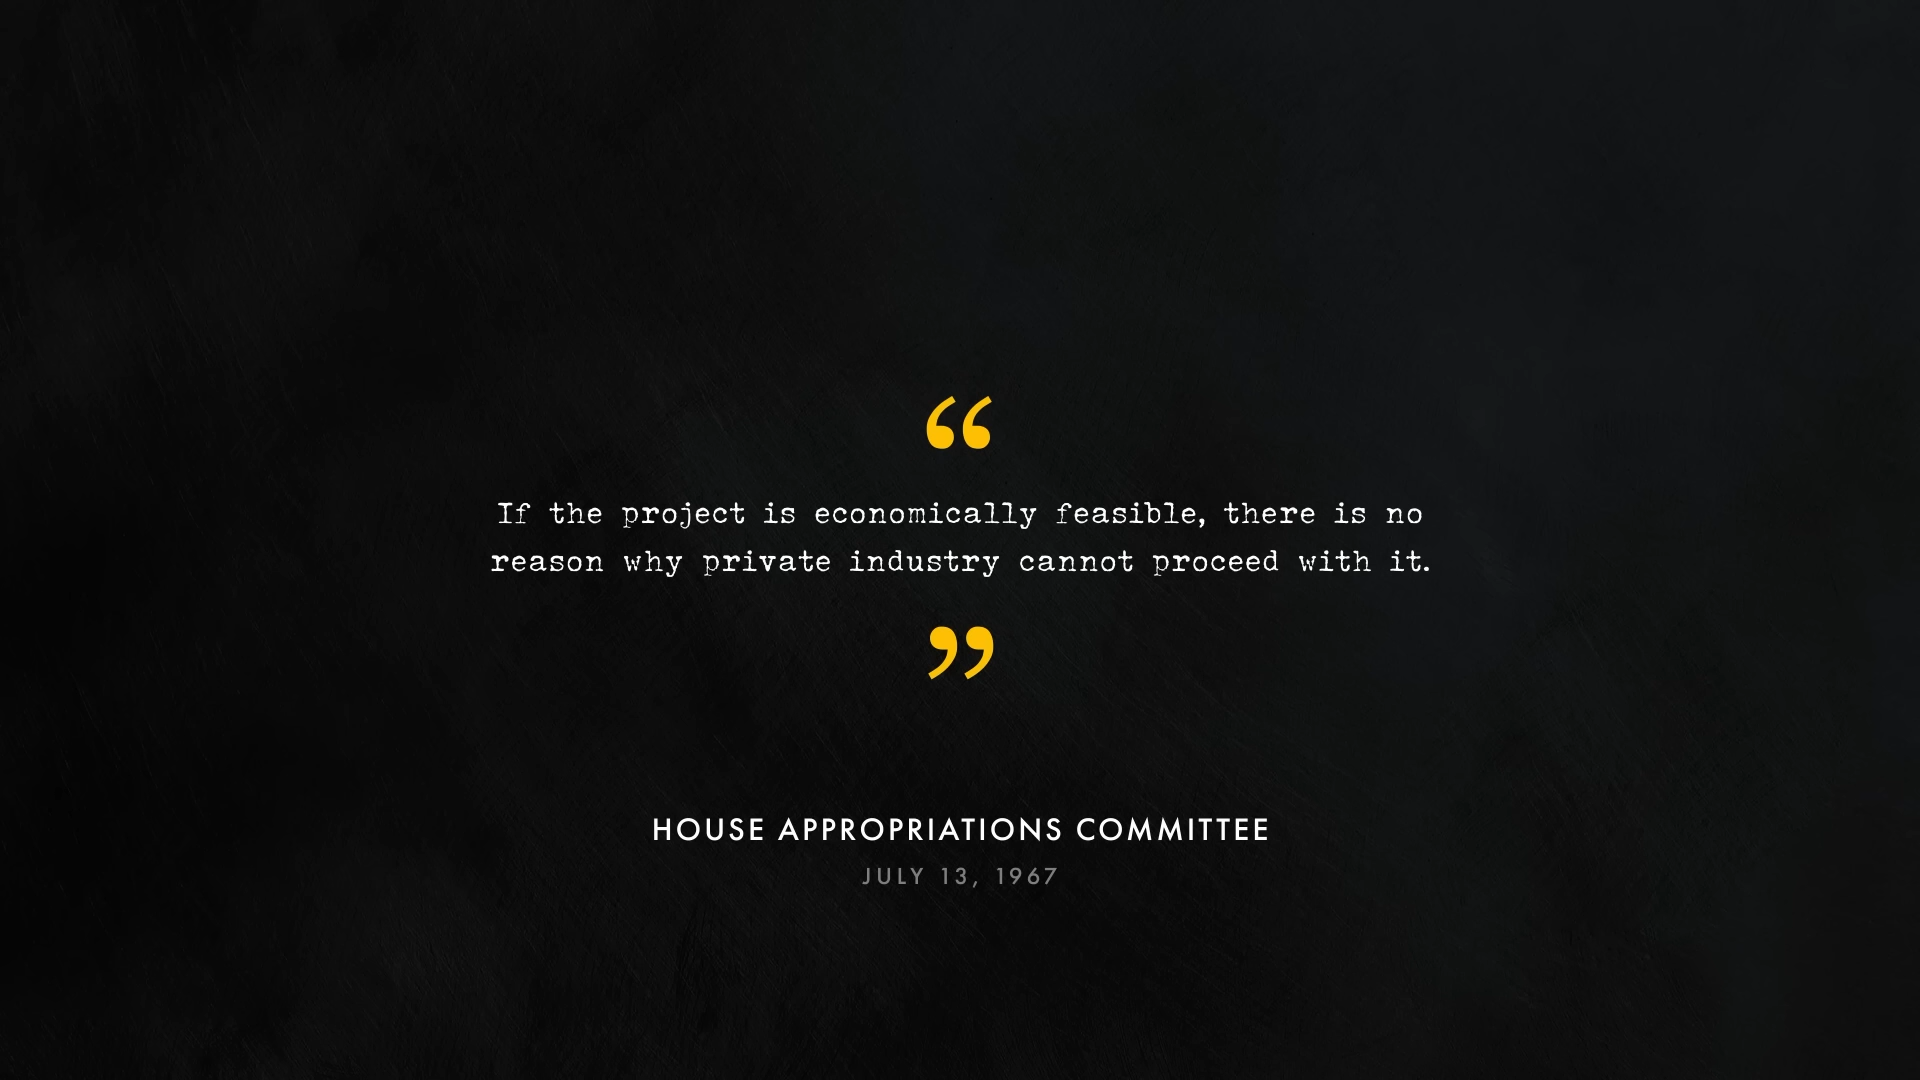 “
If the project is economically feasible, there is no
reason why private industry cannot proceed with it.
”
HOUSE APPROPRIATIONS COMMITTEE
JULY 13, 1967